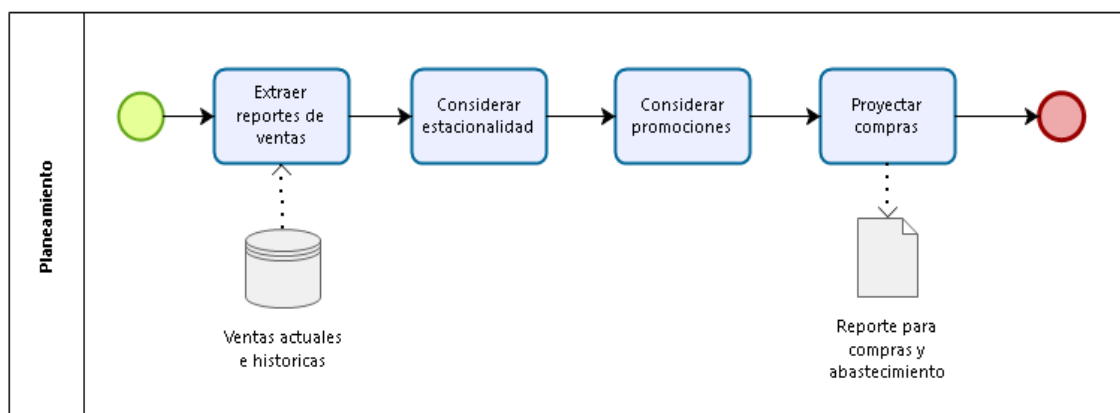 Planeamiento
Extraer
reportes de
ventas
Considerar
estacionalidad
Considerar
promociones
Proyectar
compras
Ventas actuales
e historicas
Reporte para
compras y
abastecimiento